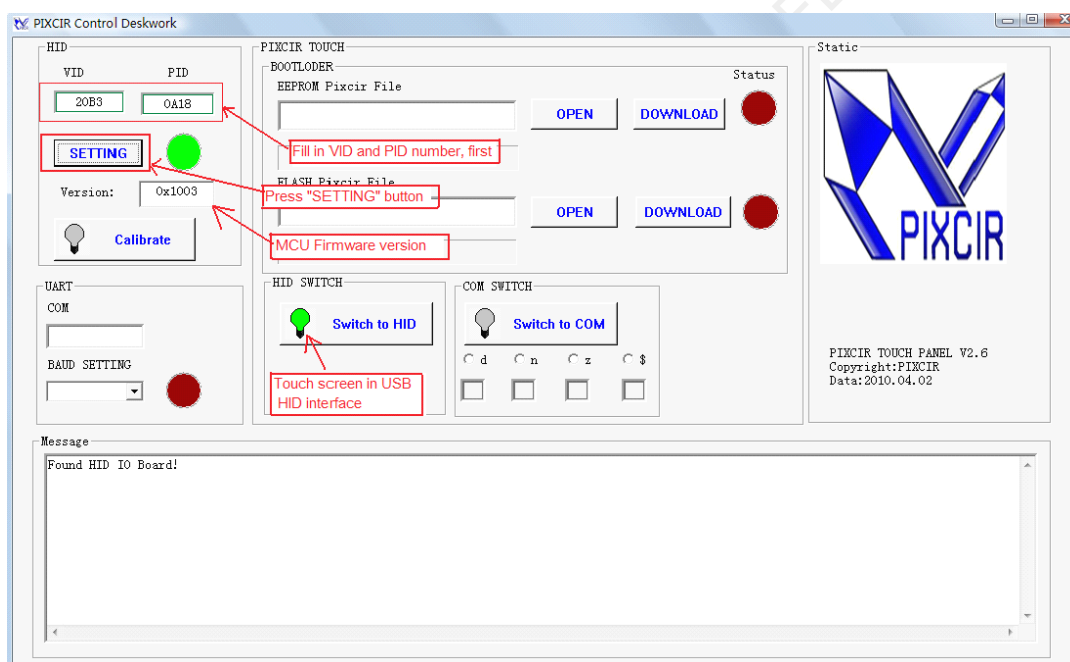 PIXCIR Control Deskwork
HID
VID PID
20B3 0A18
SETTING
Version: 0x1003
Calibrate
PIXCIR TOUCH
BOOTLODER
EEPROM Pixcir File
Status
OPEN DOWNLOAD
Fill in VID and PID number, first
FLASH Pixcir File
Press "SETTING" button
OPEN DOWNLOAD
MCU Firmware version
Static
PIXCIR
UART
COM
BAUD SETTING
HID SWITCH
Switch to HID
Touch screen in USB
HID interface
COM SWITCH
Switch to COM
d n z $
PIXCIR TOUCH PANEL V2.6
Copyright:PIXCIR
Data:2010.04.02
Message
Found HID IO Board!